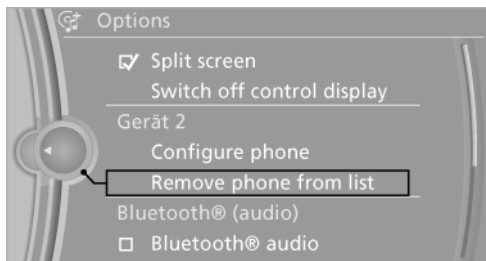 Options
Split screen
Switch off control display
Gerät 2
Configure phone
Remove phone from list
Bluetooth® (audio)
Bluetooth® audio